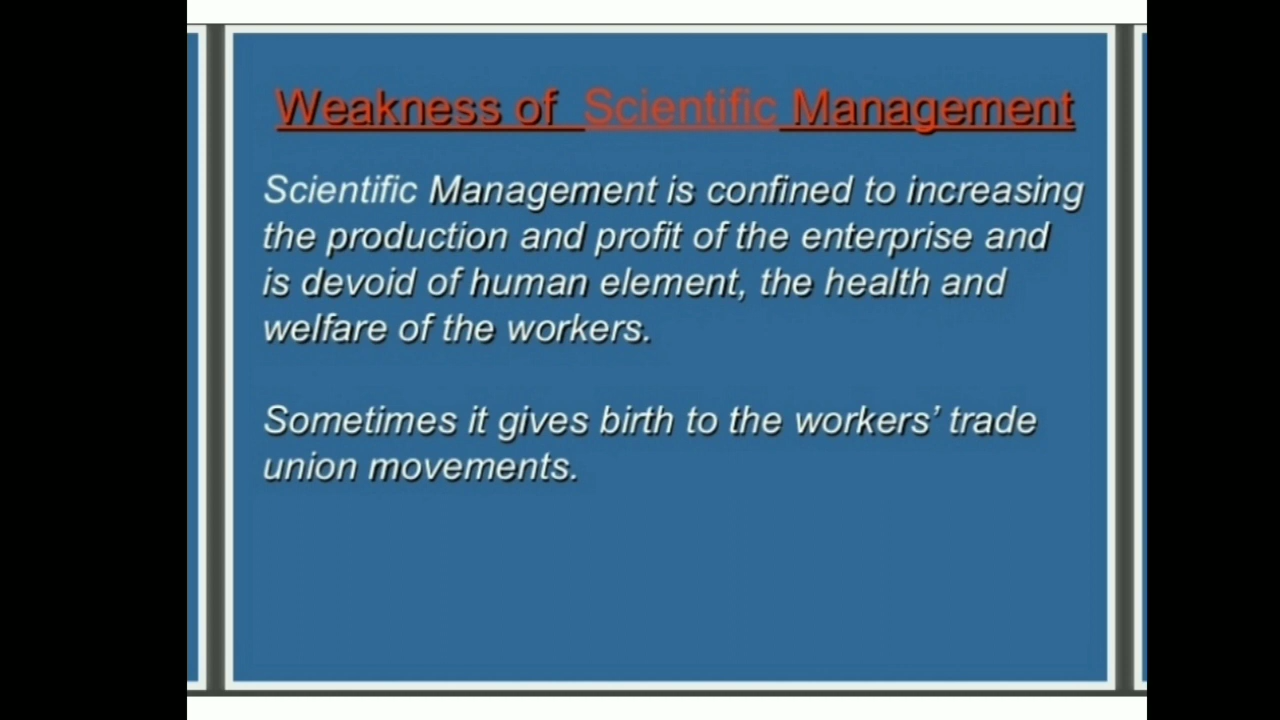 Weakness of Scientific Management
Scientific Management is confined to increasing
the production and profit of the enterprise and
is devoid of human element, the health and
welfare of the workers.
Sometimes it gives birth to the workers’ trade
union movements.